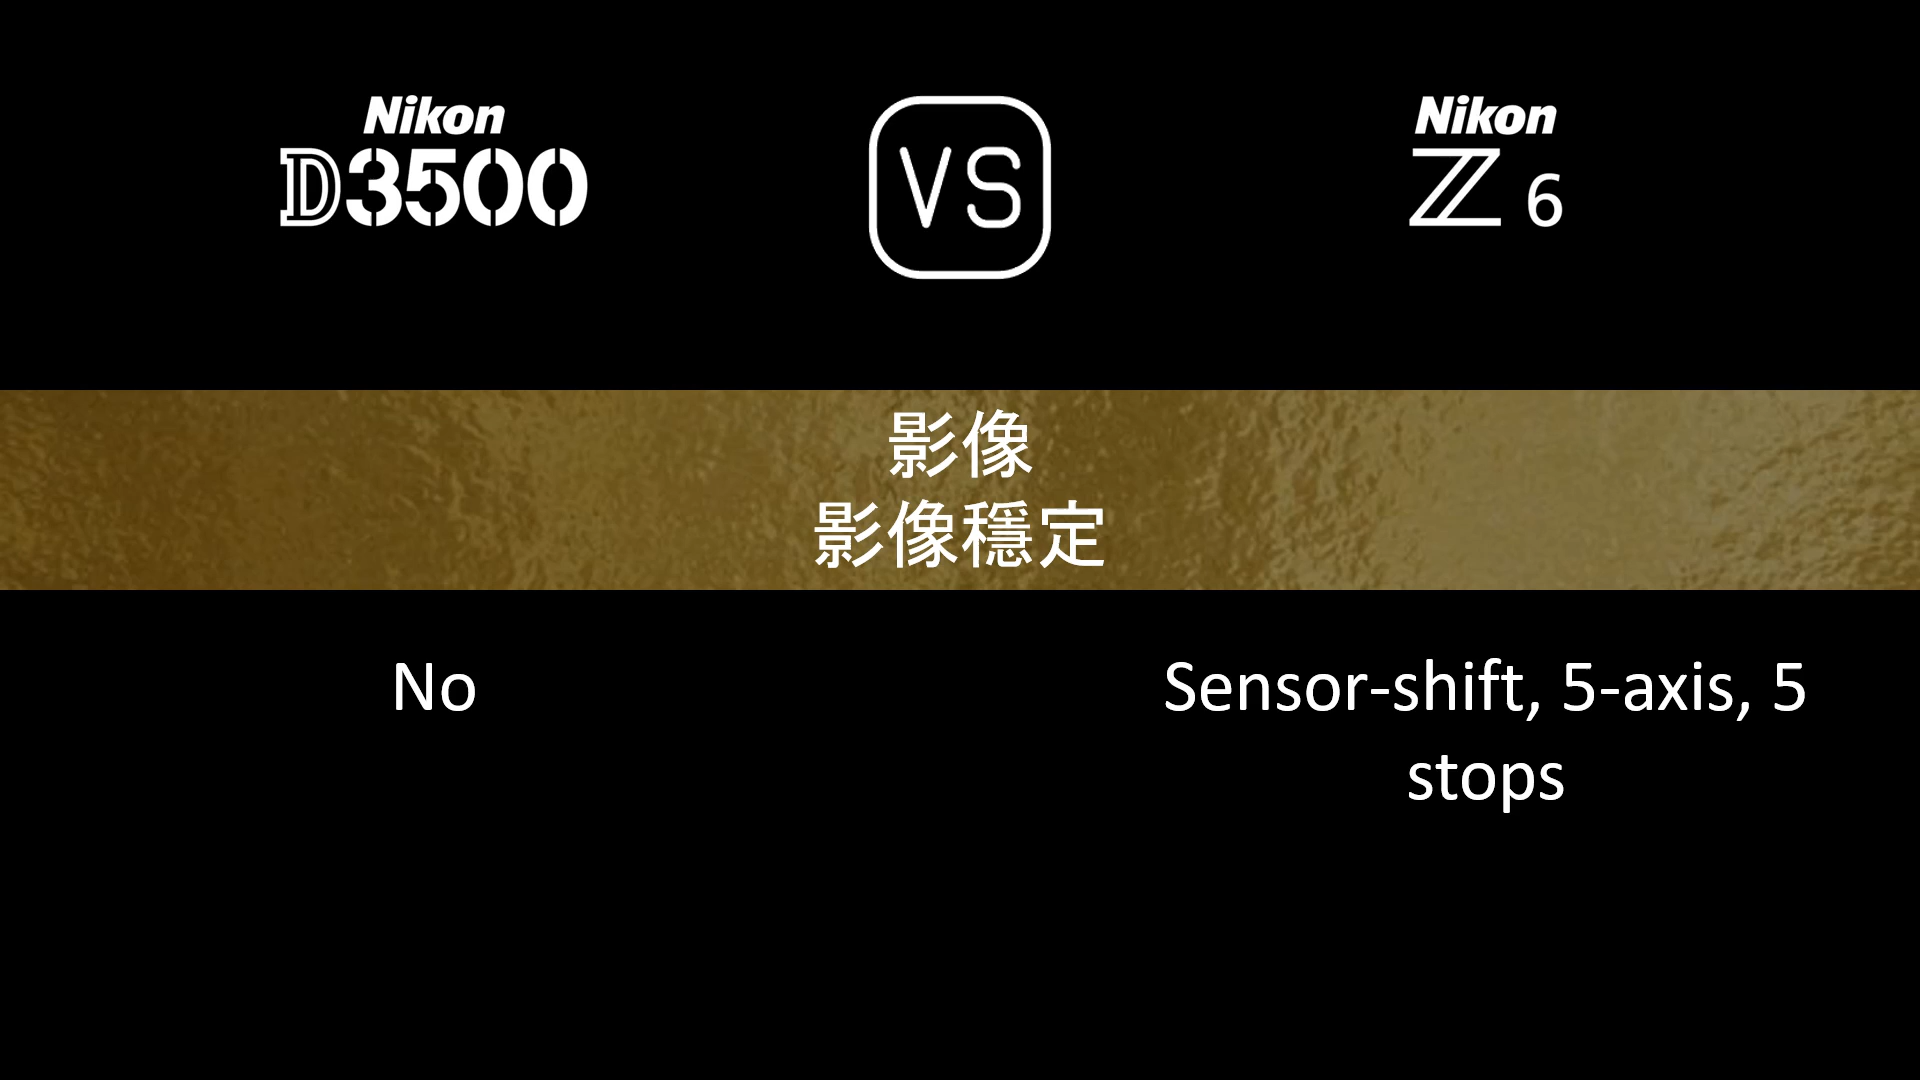 Nikon
D3500
VS
Nikon
Z 6
影像
影像穩定
No
Sensor-shift, 5-axis, 5
stops